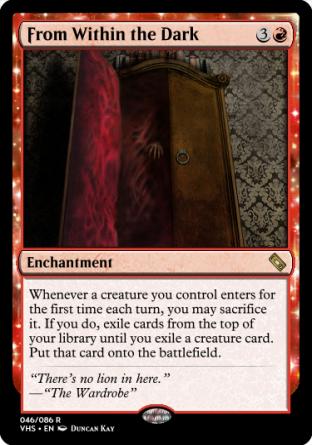 From Within the Dark 3
Enchantment
Whenever a creature you control enters for
the first time each turn, you may sacrifice
it. If you do, exile cards from the top of
your library until you exile a creature card.
Put that card onto the battlefield.
"There's no lion in here."
—"The Wardrobe"
046/086 R
VHS • EN Duncan Kay